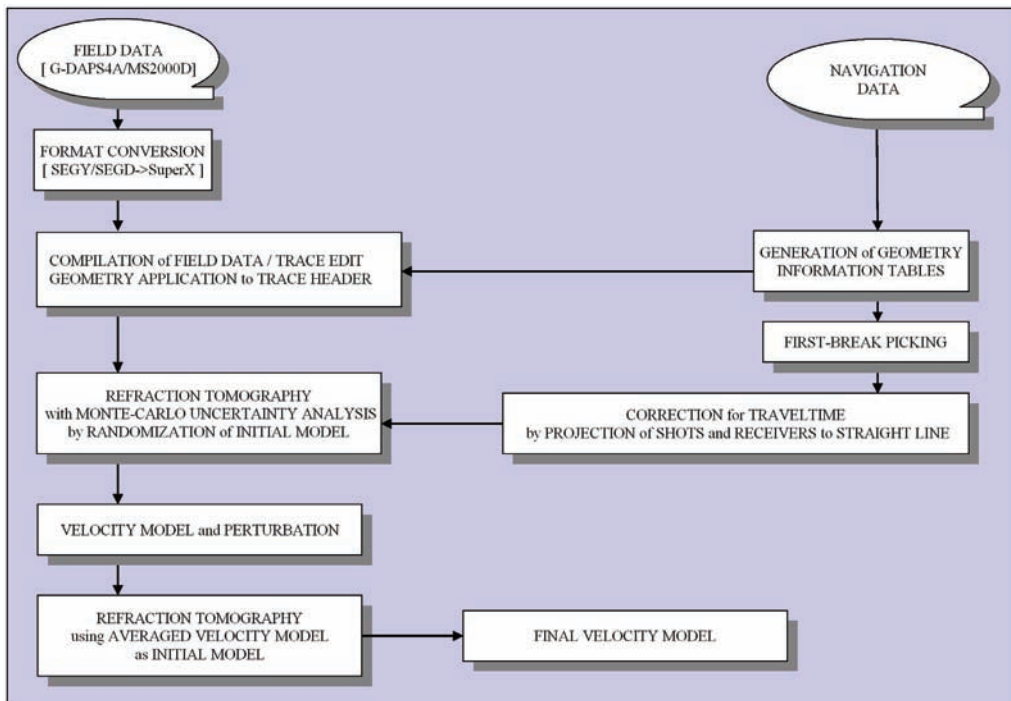 FIELD DATA
[ G-DAPS4A/MS2000D]
NAVIGATION
DATA
FORMAT CONVERSION
[ SEGY/SEGD->SuperX ]
COMPILATION of FIELD DATA / TRACE EDIT
GEOMETRY APPLICATION to TRACE HEADER
GENERATION of GEOMETRY
INFORMATION TABLES
FIRST-BREAK PICKING
REFRACTION TOMOGRAPHY
with MONTE-CARLO UNCERTAINTY ANALYSIS
by RANDOMIZATION of INITIAL MODEL
CORRECTION for TRAVELTIME
by PROJECTION of SHOTS and RECEIVERS to STRAIGHT LINE
VELOCITY MODEL and PERTURBATION
REFRACTION TOMOGRAPHY
using AVERAGED VELOCITY MODEL
as INITIAL MODEL
FINAL VELOCITY MODEL